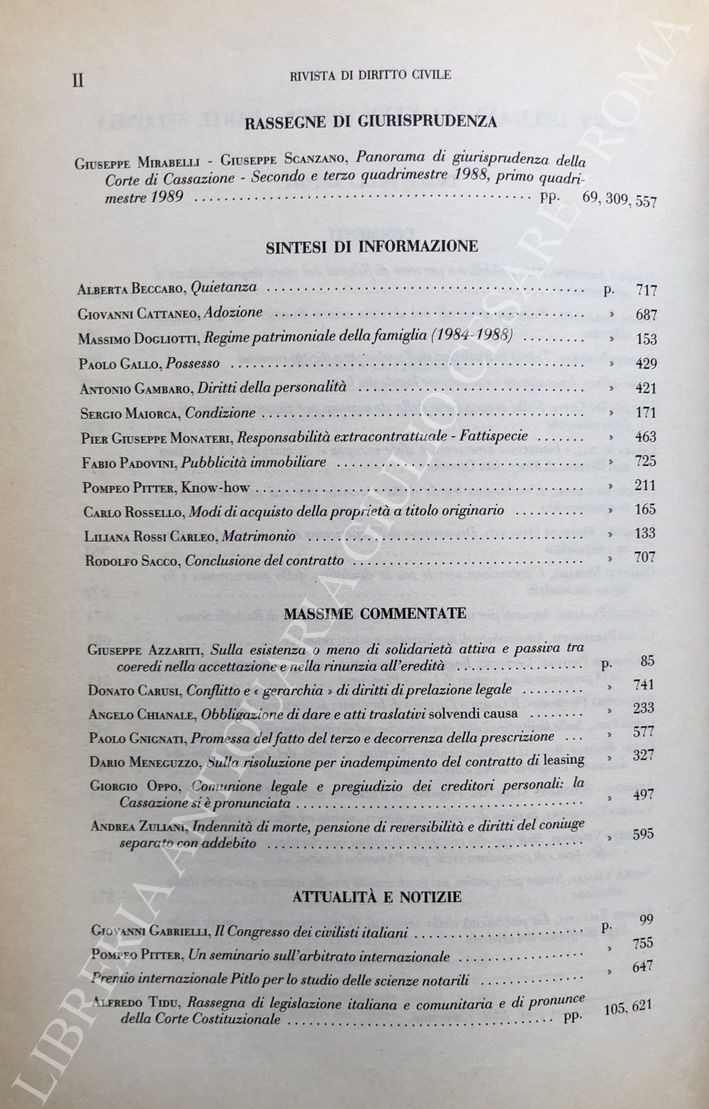 II
RIVISTA DI DIRITTO CIVILE
RASSEGNE DI GIURISPRUDENZA
GIUSEPPE MIRABELLI - GIUSEPPE SCANZANO, Panorama di giurisprudenza della
Corte di Cassazione - Secondo e terzo quadrimestre 1988, primo quadri-
mestre 1989 ............................................. pp. 69, 309, 557
SINTESI DI INFORMAZIONE
ALBERTA BECCARO, Quietanza ........................................... p. 717
GIOVANNI CATTANEO, Adozione .......................................... » 687
MASSIMO DOGLIOTTI, Regime patrimoniale della famiglia (1984-1988) ......... » 153
PAOLO GALLO, Possesso ................................................ » 429
ANTONIO GAMBARO, Diritti della personalità .............................. » 421
SERGIO MAIORCA, Condizione ............................................ » 171
PIER GIUSEPPE MONATERI, Responsabilità extracontrattuale - Fattispecie ....... » 463
FABIO PADOVINI, Pubblicità immobiliare ................................. » 725
POMPEO PITTER, Know-how ............................................. » 211
CARLO ROSSELLO, Modi di acquisto della proprietà a titolo originario .......... » 165
LILIANA ROSSI CARLEO, Matrimonio ...................................... » 133
RODOLFO SACCO, Conclusione del contratto ................................ » 707
MASSIME COMMENTATE
GIUSEPPE AZZARITI, Sulla esistenza o meno di solidarietà attiva e passiva tra
coeredi nella accettazione e nella rinunzia all'eredità ................. p. 85
DONATO CARUSI, Conflitto e « gerarchia » di diritti di prelazione legale ......... » 741
ANGELO CHIANALE, Obbligazione di dare e atti traslativi solvendi causa ........ » 233
PAOLO GNIGNATI, Promessa del fatto del terzo e decorrenza della prescrizione ... » 577
DARIO MENEGUZZO, Sulla risoluzione per inadempimento del contratto di leasing » 327
GIORGIO OPPO, Comunione legale e pregiudizio dei creditori personali: la
Cassazione si è pronunciata ....................................... » 497
ANDREA ZULIANI, Indennità di morte, pensione di reversibilità e diritti del coniuge
separato con addebito ........................................... » 595
ATTUALITÀ E NOTIZIE
GIOVANNI GABRIELLI, Il Congresso dei civilisti italiani ....................... p. 99
POMPEO PITTER, Un seminario sull'arbitrato internazionale .................. » 755
Premio internazionale Pitlo per lo studio delle scienze notarili ................ » 647
ALFREDO TIDU, Rassegna di legislazione italiana e comunitaria e di pronunce
della Corte Costituzionale .................................... pp. 105, 621
LIBRERIA ANTIQUARIA GIULIO CESARE ROMA